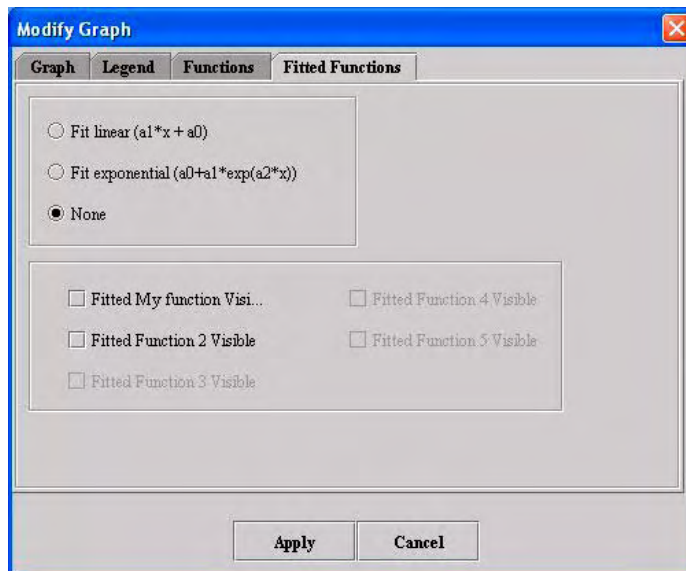 Modify Graph
Graph Legend Functions Fitted Functions
Fit linear (a1*x + a0)
Fit exponential (a0+a1*exp(a2*x))
None
Fitted My function Visi...
Fitted Function 4 Visible
Fitted Function 2 Visible
Fitted Function 5 Visible
Fitted Function 3 Visible
Apply Cancel